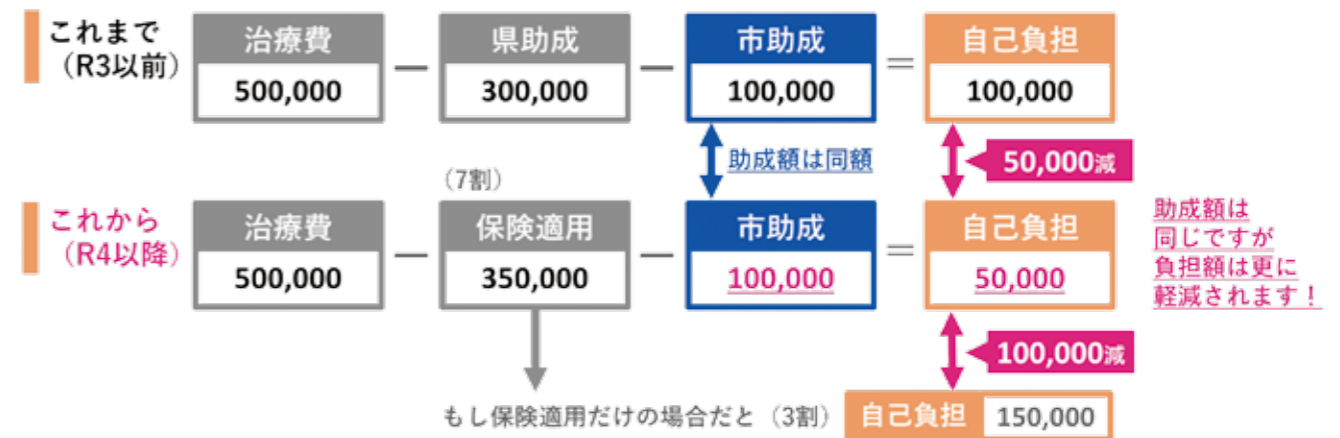 これまで
（R3以前）
治療費
500,000
―
県助成
300,000
―
市助成
100,000
＝
自己負担
100,000
助成額は同額
50,000減
（7割）
これから
（R4以降）
治療費
500,000
―
保険適用
350,000
―
市助成
100,000
＝
自己負担
50,000
助成額は
同じですが
負担額は更に
軽減されます！
100,000減
もし保険適用だけの場合だと（3割）
自己負担
150,000